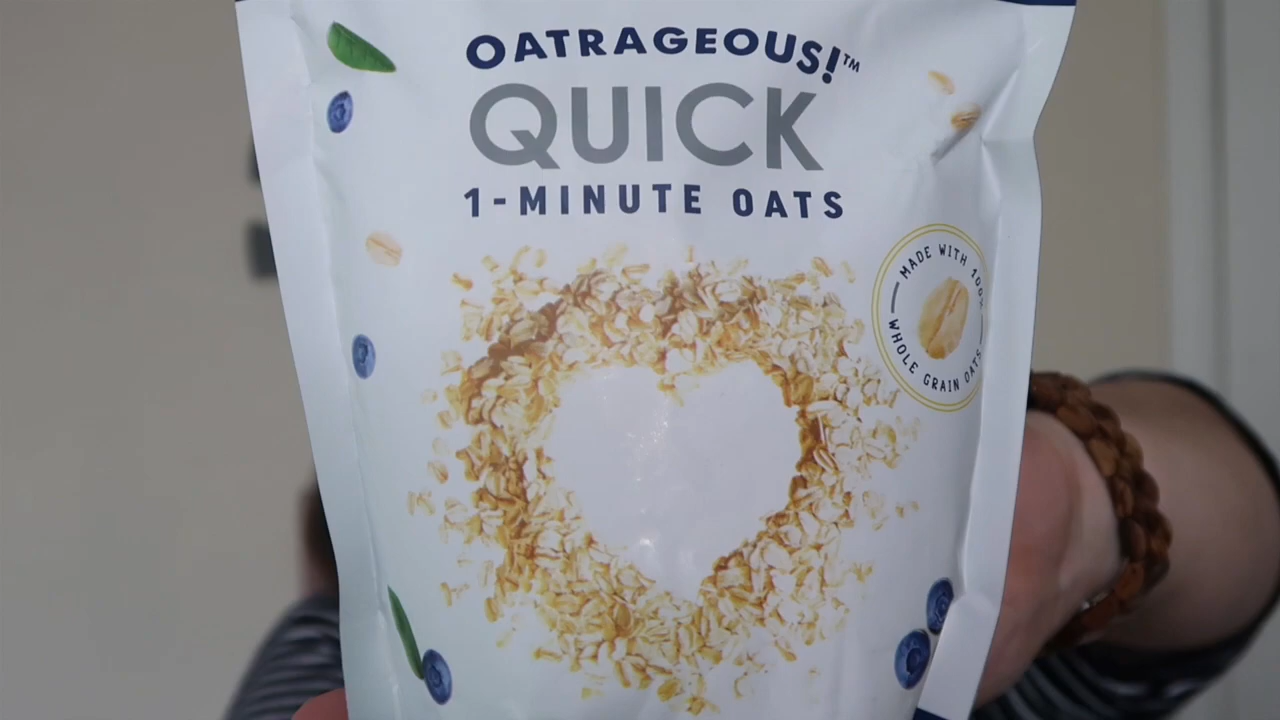 OATRAGEOUS!™
QUICK
1-MINUTE OATS
MADE WITH 100%
WHOLE GRAIN OATS